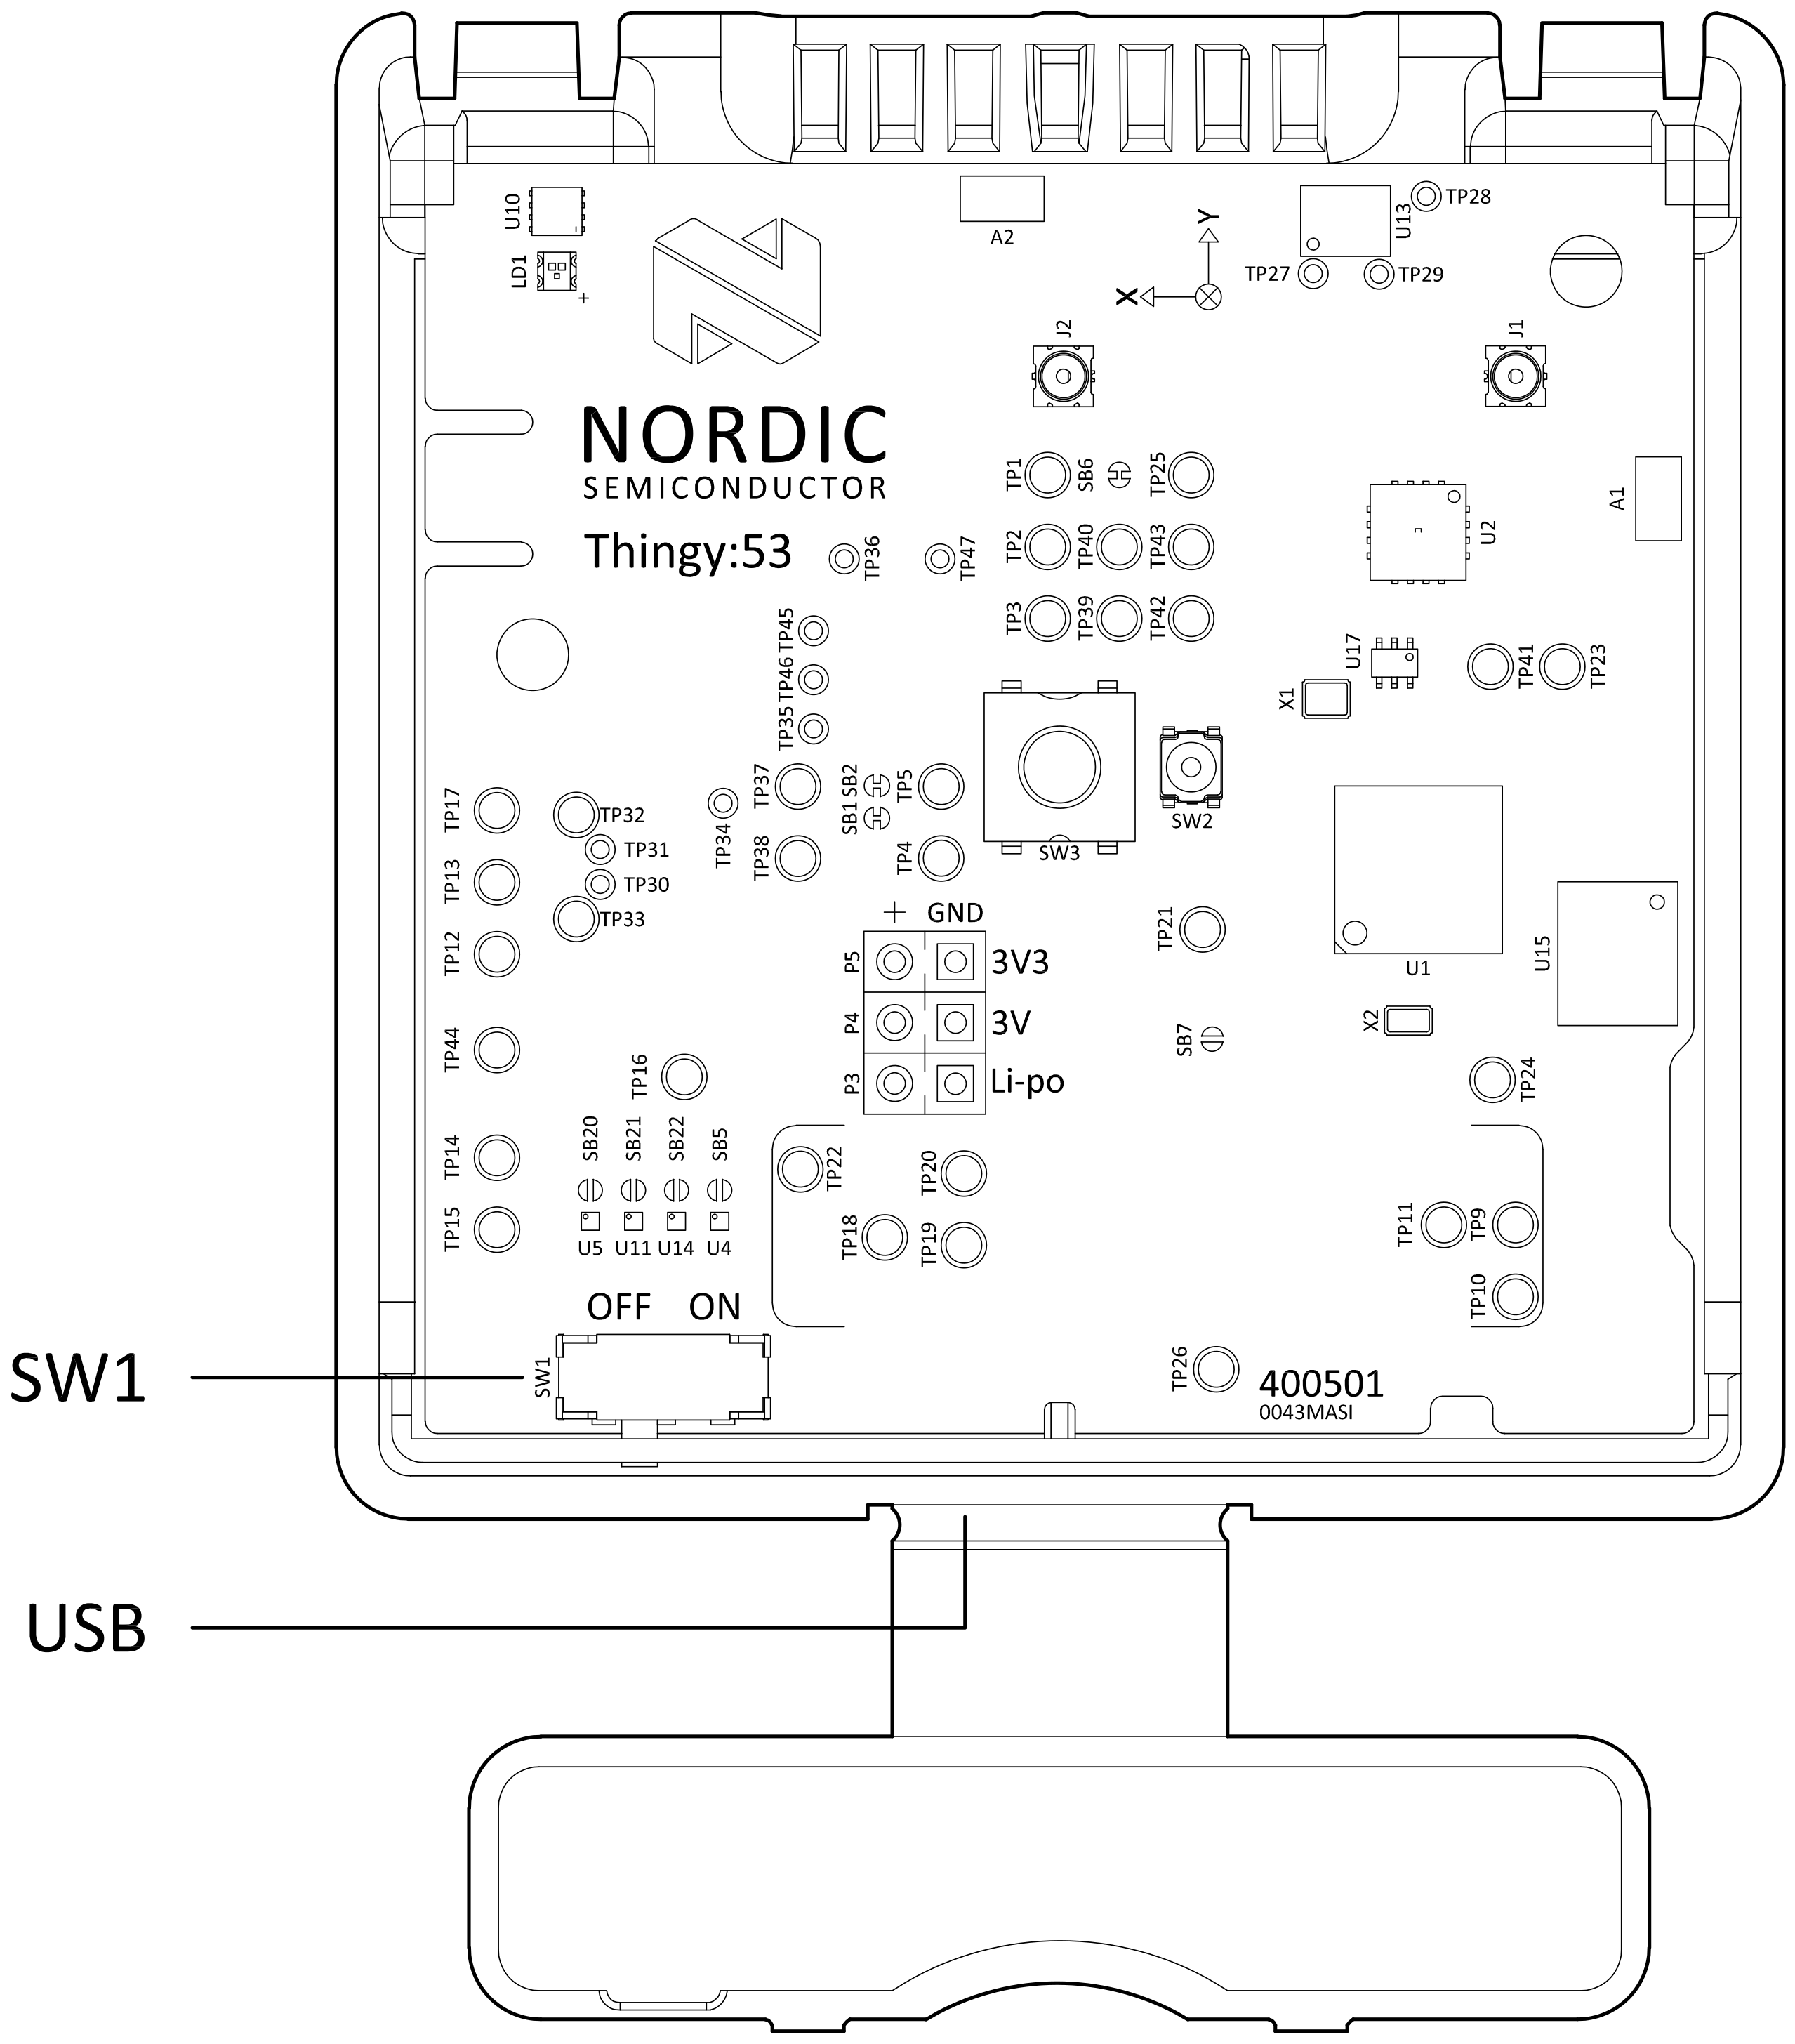 U10
A2
Y
X
U13
TP28
LD1
+
TP27
TP29
J2
J1
NORDIC
SEMICONDUCTOR
Thingy:53
TP1
SB6
TP25
A1
TP36
TP47
TP2
TP40
TP43
U2
TP45
TP3
TP39
TP42
TP46
U17
TP41
TP23
TP35
X1
TP37
SB2
TP5
SW2
TP17
TP32
TP34
SB1
TP31
TP38
TP4
SW3
TP13
TP30
TP33
+ GND
TP12
P5
3V3
TP21
U1
U15
P4
3V
X2
TP44
SB7
TP16
P3
Li-po
TP24
SB20
SB21
SB22
SB5
TP14
TP22
TP20
TP15
TP18
TP19
TP11
TP9
U5 U11 U14 U4
TP10
OFF ON
SW1
SW1
TP26
400501
0043MASI
USB